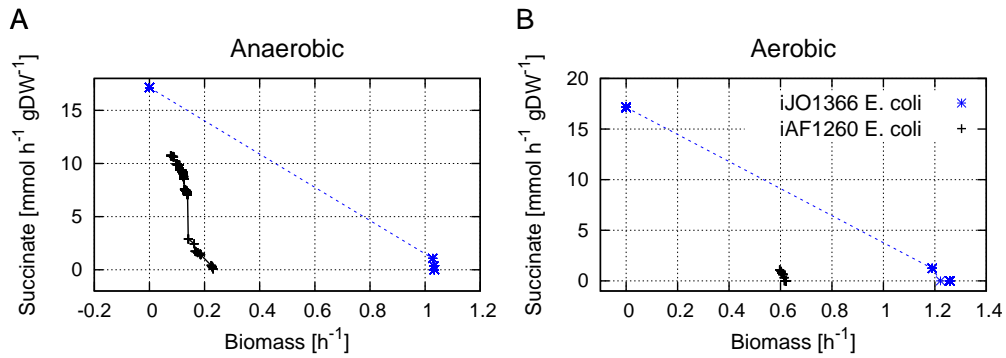 A
Anaerobic
Succinate [mmol h⁻¹ gDW⁻¹]
15
10
5
0
-0.2
0
0.2
0.4
0.6
0.8
1
1.2
Biomass [h⁻¹]
B
Aerobic
Succinate [mmol h⁻¹ gDW⁻¹]
20
15
10
5
0
iJO1366 E. coli
iAF1260 E. coli
0
0.2
0.4
0.6
0.8
1
1.2
1.4
Biomass [h⁻¹]